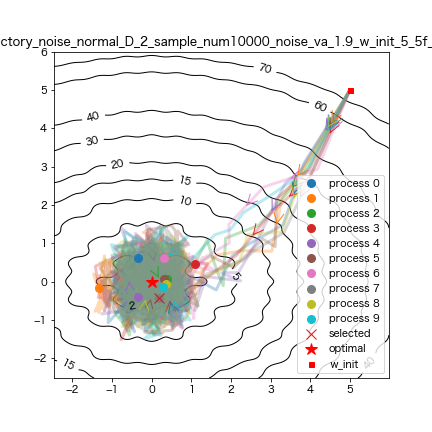 ctory_noise_normal_D_2_sample_num10000_noise_va_1.9_w_init_5_5f_
6
5
4
3
2
1
0
−1
−2
−2
−1
0
1
2
3
4
5
70
60
40
30
20
15
10
5
2
15
40
process 0
process 1
process 2
process 3
process 4
process 5
process 6
process 7
process 8
process 9
selected
optimal
w_init